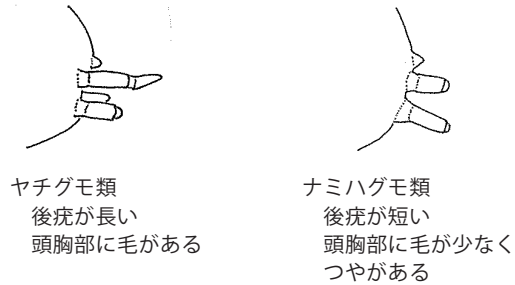 ヤチグモ類
後疣が長い
頭胸部に毛がある
ナミハグモ類
後疣が短い
頭胸部に毛が少なく
つやがある